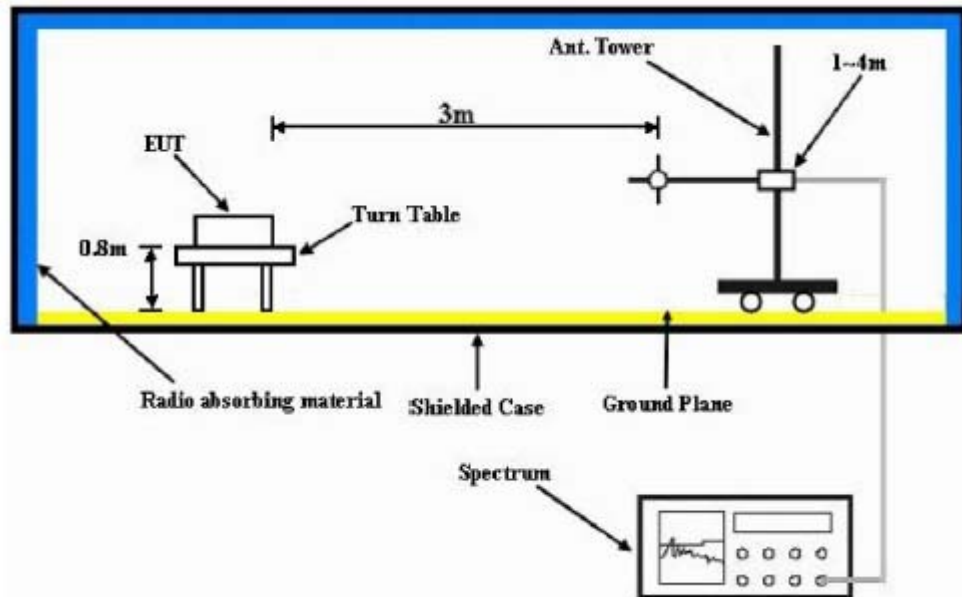 Ant. Tower
1~4m
3m
EUT
Turn Table
0.8m
Radio absorbing material
Shielded Case
Ground Plane
Spectrum